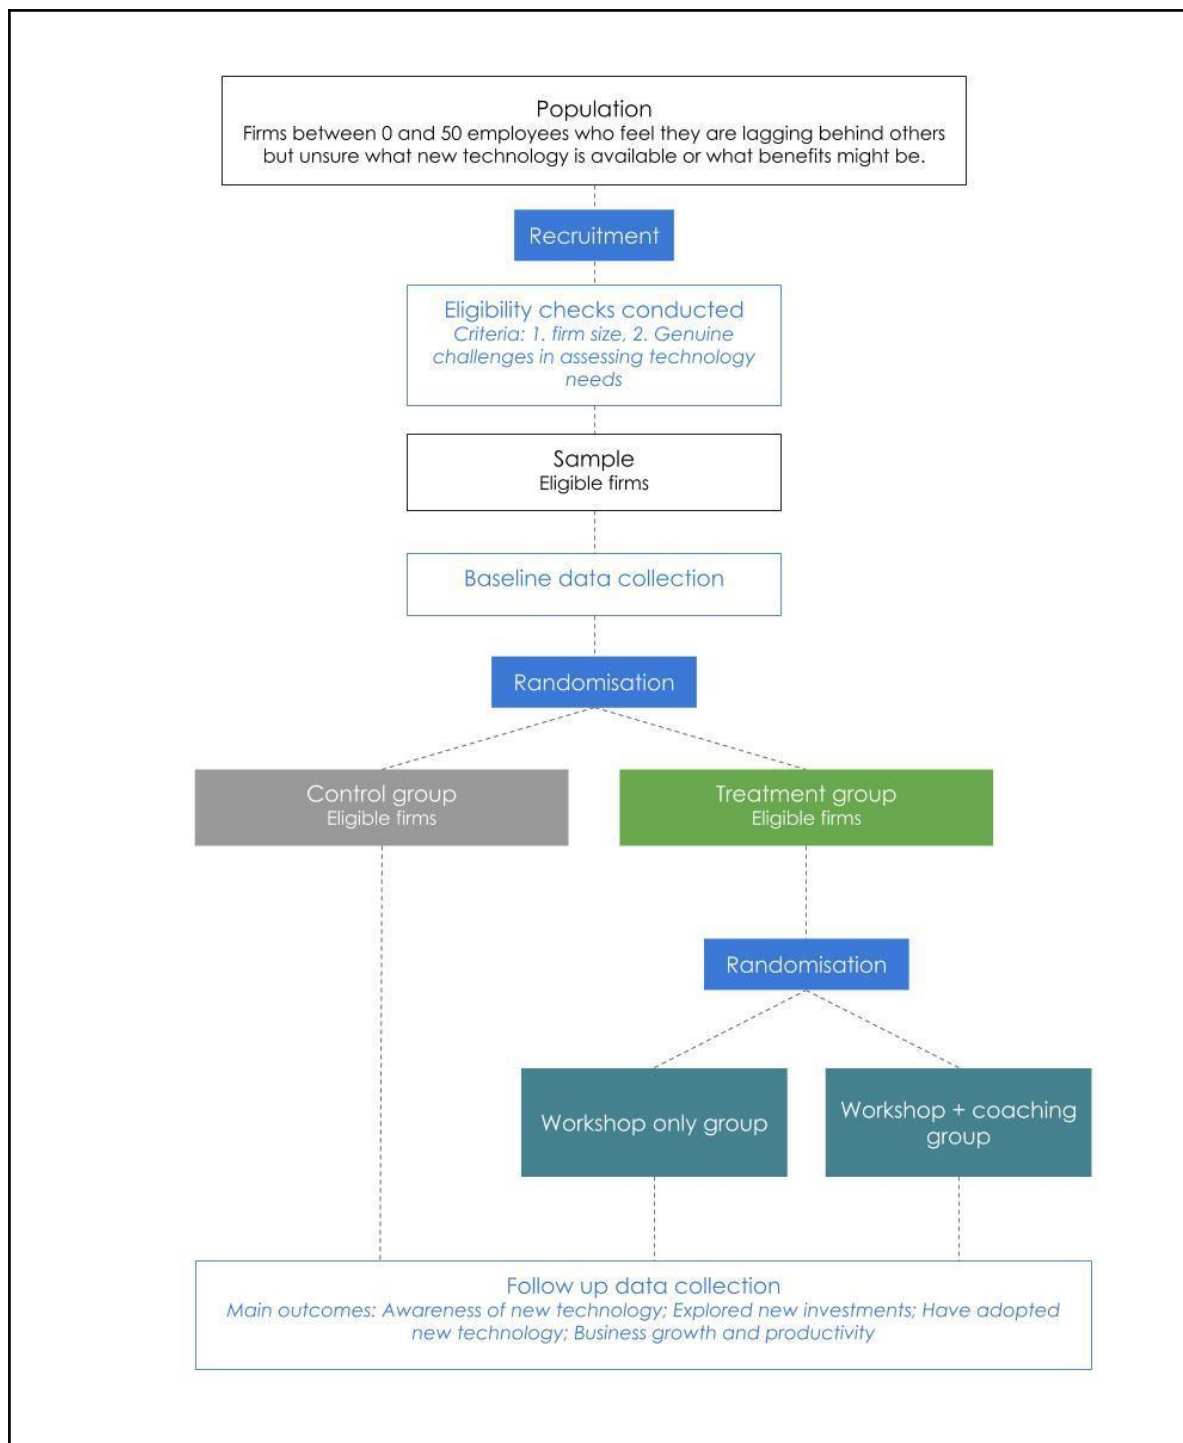 Population
Firms between 0 and 50 employees who feel they are lagging behind others
but unsure what new technology is available or what benefits might be.
Recruitment
Eligibility checks conducted
Criteria: 1. firm size, 2. Genuine
challenges in assessing technology
needs
Sample
Eligible firms
Baseline data collection
Randomisation
Control group
Eligible firms
Treatment group
Eligible firms
Randomisation
Workshop only group
Workshop + coaching
group
Follow up data collection
Main outcomes: Awareness of new technology; Explored new investments; Have adopted
new technology; Business growth and productivity